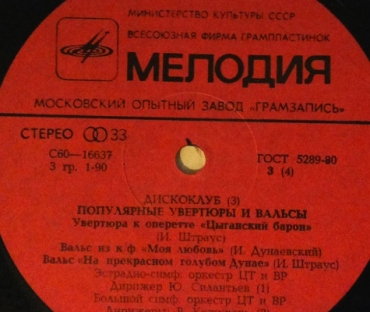 МИНИСТЕРСТВО КУЛЬТУРЫ СССР
ВСЕСОЮЗНАЯ ФИРМА ГРАМПЛАСТИНОК
МЕЛОДИЯ
МОСКОВСКИЙ ОПЫТНЫЙ ЗАВОД «ГРАМЗАПИСЬ»
СТЕРЕО 33
С60—16637
3 гр. 1-90
ГОСТ 5289-80
3 (4)
ДИСКОКЛУБ (3)
ПОПУЛЯРНЫЕ УВЕРТЮРЫ И ВАЛЬСЫ
Увертюра к оперетте «Цыганский барон»
(И. Штраус)
Вальс из к/ф «Моя любовь» (И. Дунаевский)
Вальс «На прекрасном голубом Дунае» (И. Штраус)
Эстрадно-симф. оркестр ЦТ и ВР
Дирижер Ю. Силантьев (1)
Большой симф. оркестр ЦТ и ВР